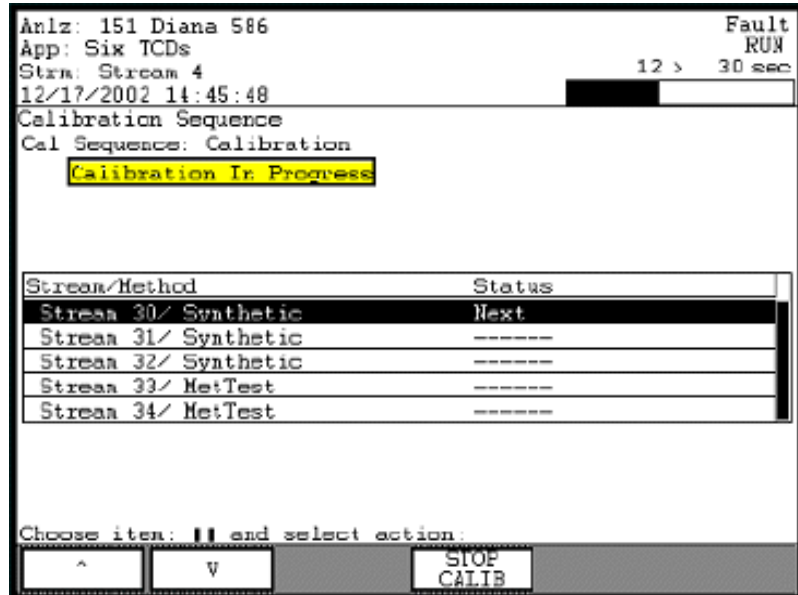 Anlz: 151 Diana 586 Fault
App: Six TCDs RUN
Strm: Stream 4 12 > 30 sec
12/17/2002 14:45:48
Calibration Sequence
Cal Sequence: Calibration
Calibration In Progress
Stream/Method Status
Stream 30/ Synthetic Next
Stream 31/ Synthetic ------
Stream 32/ Synthetic ------
Stream 33/ MetTest ------
Stream 34/ MetTest ------
Choose item: and select action:
^ V STOP
CALIB